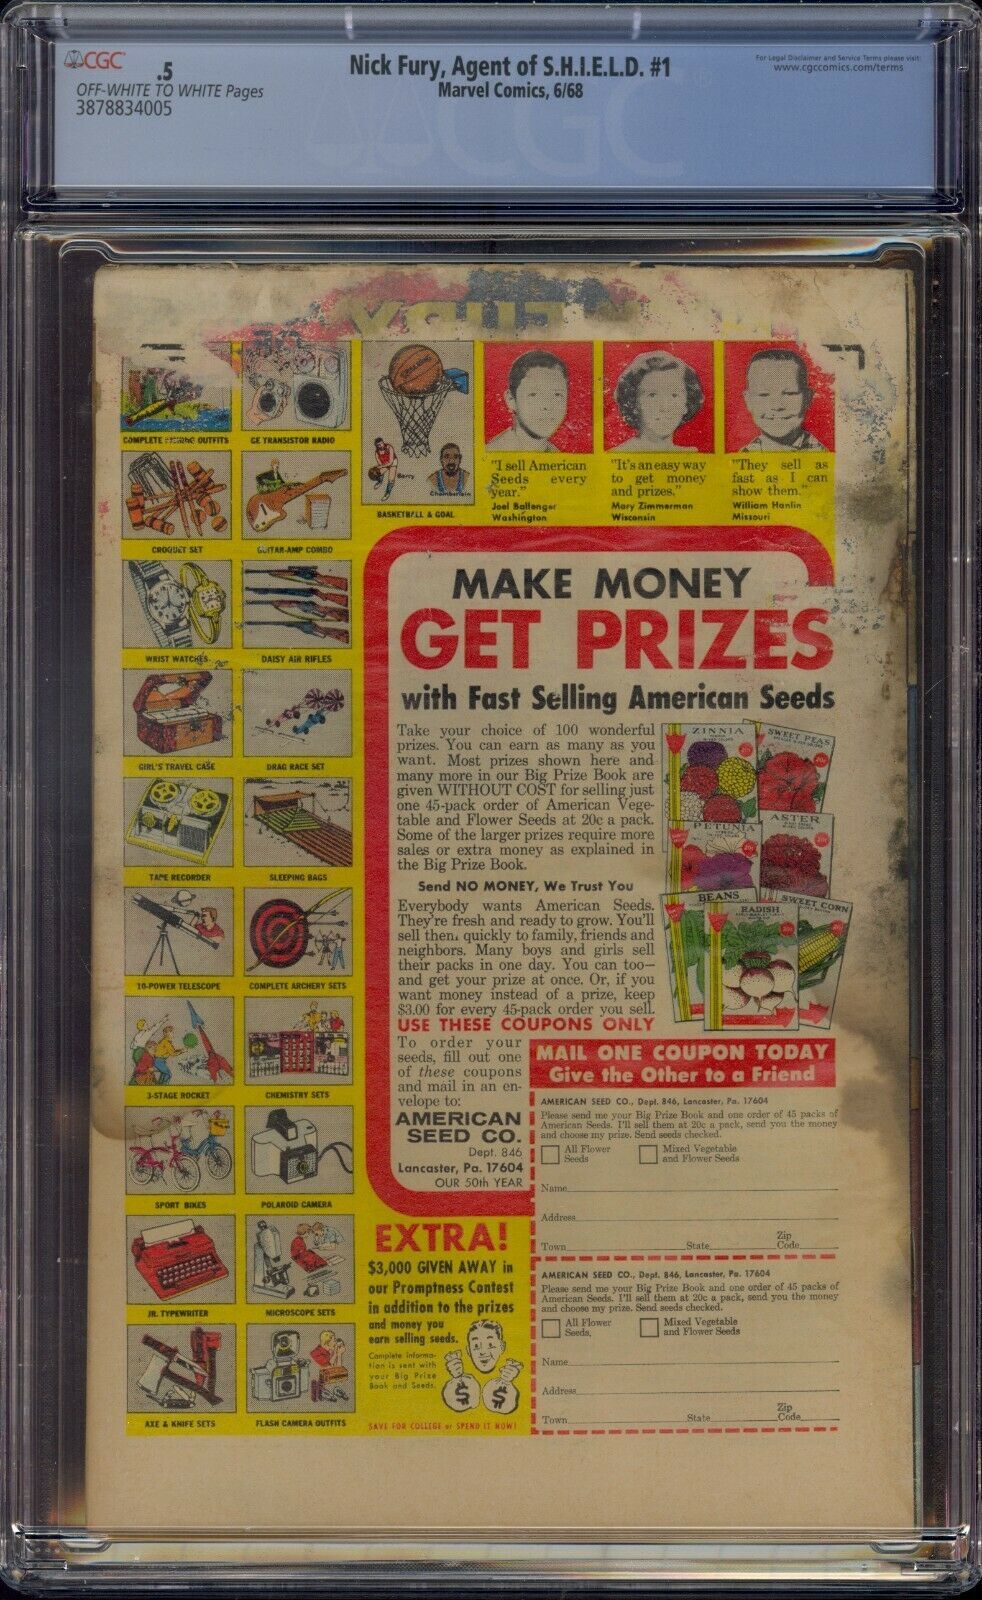 CGC
.5
OFF-WHITE TO WHITE Pages
3878834005
Nick Fury, Agent of S.H.I.E.L.D. #1
Marvel Comics, 6/68
For Legal Disclaimer and Service Terms please visit:
www.cgccomics.com/terms
CGC
COMPLETE FISHING OUTFITS
GE TRANSISTOR RADIO
Barry
Chamberlain
BASKETBALL & GOAL
"I sell American
Seeds every
year."
Joel Ballenger
Washington
"It's an easy way
to get money
and prizes."
Mary Zimmerman
Wisconsin
"They sell as
fast as I can
show them."
William Hanlin
Missouri
CROQUET SET
GUITAR-AMP COMBO
WRIST WATCHES
DAISY AIR RIFLES
GIRL'S TRAVEL CASE
DRAG RACE SET
TAPE RECORDER
SLEEPING BAGS
10-POWER TELESCOPE
COMPLETE ARCHERY SETS
3-STAGE ROCKET
CHEMISTRY SETS
SPORT BIKES
POLAROID CAMERA
JR. TYPEWRITER
MICROSCOPE SETS
AXE & KNIFE SETS
FLASH CAMERA OUTFITS
MAKE MONEY
GET PRIZES
with Fast Selling American Seeds
Take your choice of 100 wonderful
prizes. You can earn as many as you
want. Most prizes shown here and
many more in our Big Prize Book are
given WITHOUT COST for selling just
one 45-pack order of American Vege-
table and Flower Seeds at 20c a pack.
Some of the larger prizes require more
sales or extra money as explained in
the Big Prize Book.
Send NO MONEY, We Trust You
Everybody wants American Seeds.
They're fresh and ready to grow. You'll
sell them quickly to family, friends and
neighbors. Many boys and girls sell
their packs in one day. You can too—
and get your prize at once. Or, if you
want money instead of a prize, keep
$3.00 for every 45-pack order you sell.
USE THESE COUPONS ONLY
ZINNIA
SWEET PEAS
PETUNIA
ASTER
BEANS
RADISH
SWEET CORN
To order your
seeds, fill out one
of these coupons
and mail in an en-
velope to:
AMERICAN
SEED CO.
Dept. 846
Lancaster, Pa. 17604
OUR 50th YEAR
MAIL ONE COUPON TODAY
Give the Other to a Friend
AMERICAN SEED CO., Dept. 846, Lancaster, Pa. 17604
Please send me your Big Prize Book and one order of 45 packs of
American Seeds. I'll sell them at 20c a pack, send you the money
and choose my prize. Send seeds checked.
All Flower
Seeds
Mixed Vegetable
and Flower Seeds
Name
Address
Town State Zip Code
AMERICAN SEED CO., Dept. 846, Lancaster, Pa. 17604
Please send me your Big Prize Book and one order of 45 packs of
American Seeds. I'll sell them at 20c a pack, send you the money
and choose my prize. Send seeds checked.
All Flower
Seeds,
Mixed Vegetable
and Flower Seeds
Name
Address
Town State Zip Code
EXTRA!
$3,000 GIVEN AWAY in
our Promptness Contest
in addition to the prizes
and money you
earn selling seeds.
Complete informa-
tion is sent with
your Big Prize
Book and Seeds.
$ $
SAVE FOR COLLEGE or SPEND IT NOW!